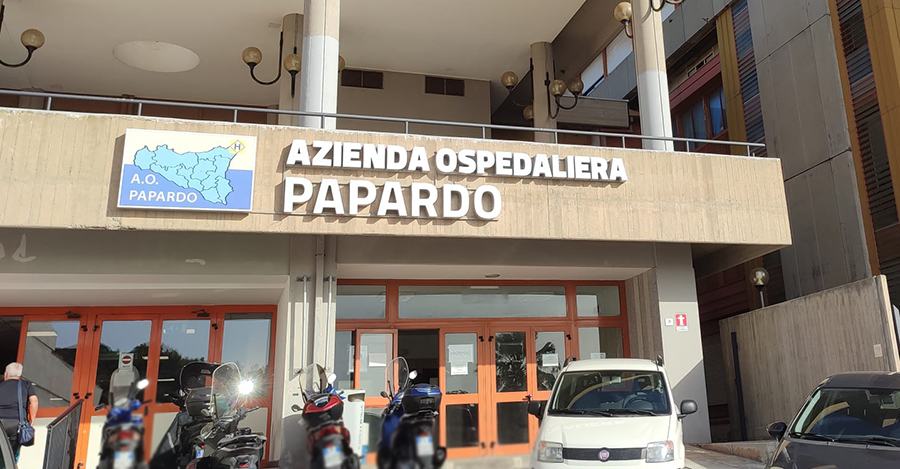 A.O.
PAPARDO
H
AZIENDA OSPEDALIERA
PAPARDO